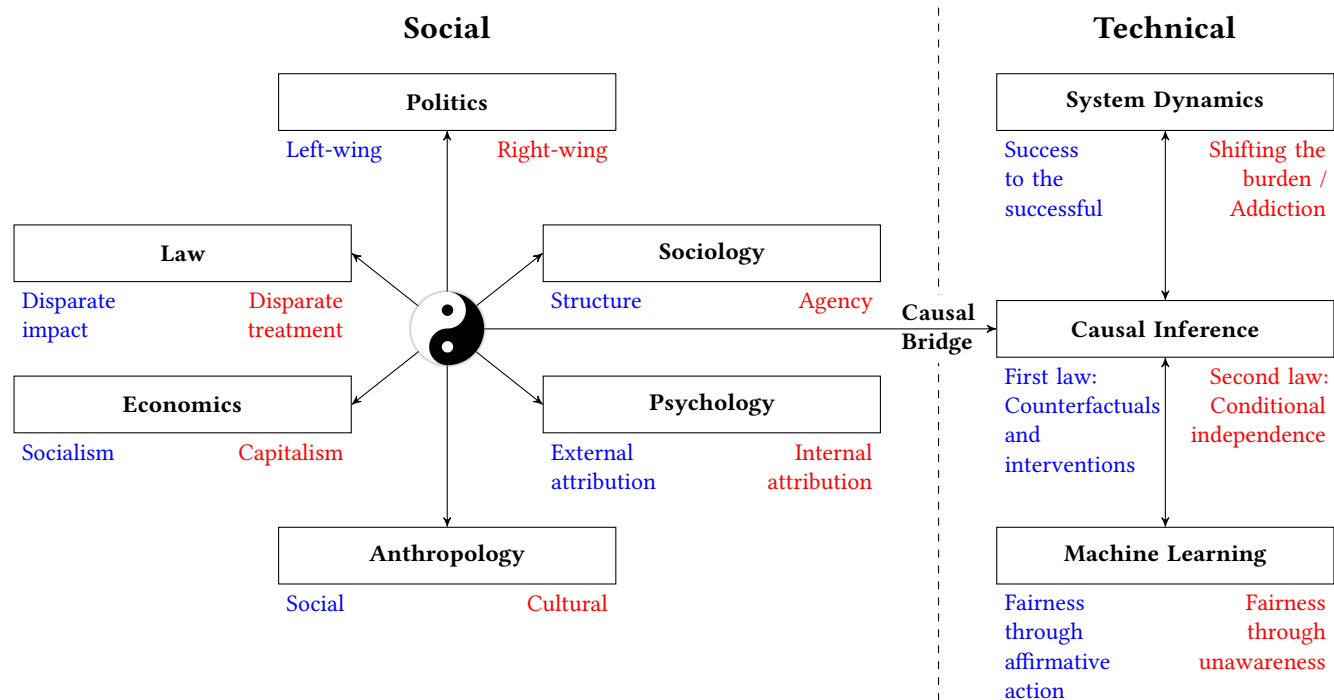 Social
Technical
Politics
Left-wing
Right-wing
Law
Disparate
impact
Disparate
treatment
Sociology
Structure
Agency
Economics
Socialism
Capitalism
Psychology
External
attribution
Internal
attribution
Anthropology
Social
Cultural
Causal
Bridge
System Dynamics
Success
to the
successful
Shifting the
burden /
Addiction
Causal Inference
First law:
Counterfactuals
and
interventions
Second law:
Conditional
independence
Machine Learning
Fairness
through
affirmative
action
Fairness
through
unawareness